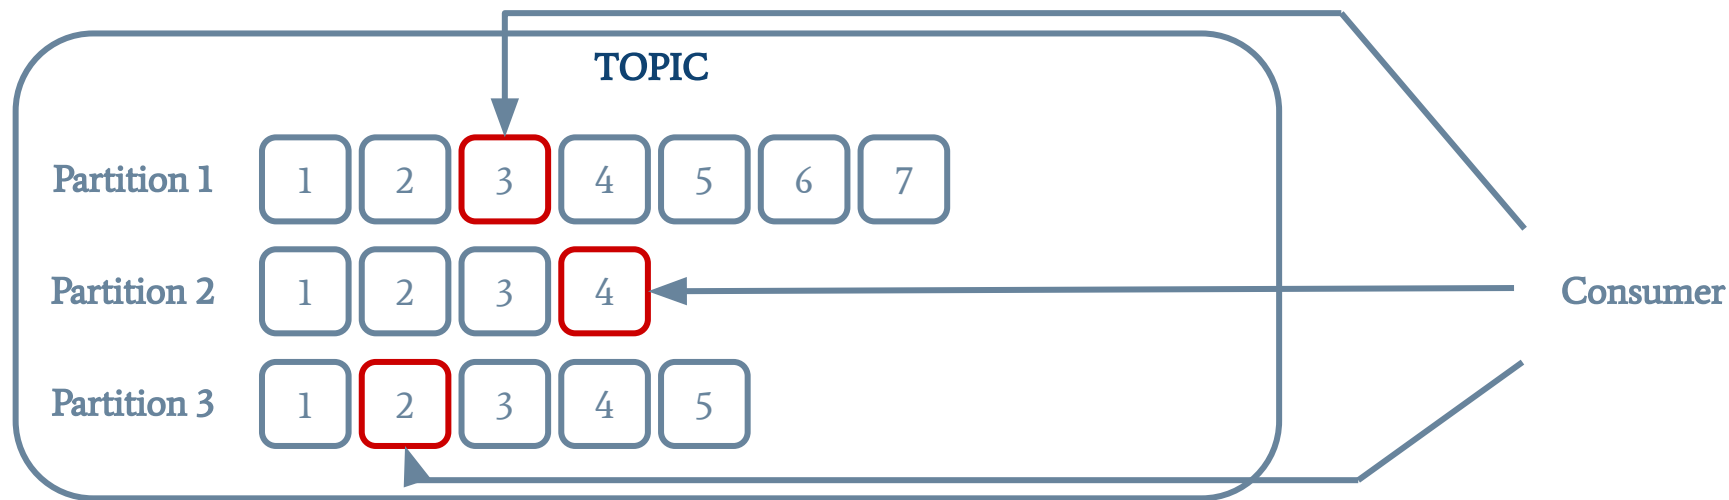 TOPIC
Partition 1 1 2 3 4 5 6 7
Partition 2 1 2 3 4
Consumer
Partition 3 1 2 3 4 5